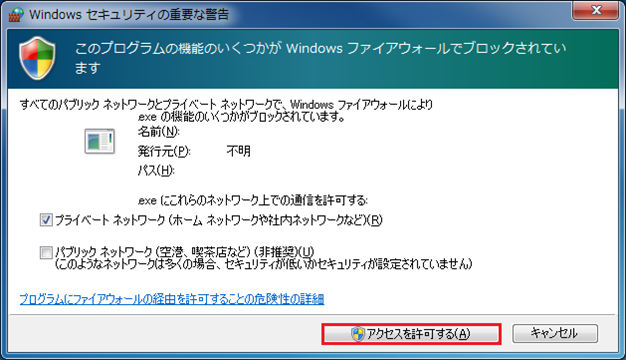 Windows セキュリティの重要な警告
このプログラムの機能のいくつかが Windows ファイアウォールでブロックされてい
ます
すべてのパブリック ネットワークとプライベート ネットワークで、Windows ファイアウォールにより
.exe の機能のいくつかがブロックされています。
名前(N):
発行元(P): 不明
パス(H):
.exe にこれらのネットワーク上での通信を許可する:
プライベート ネットワーク (ホーム ネットワークや社内ネットワークなど)(R)
パブリック ネットワーク (空港、喫茶店など) (非推奨)(U)
(このようなネットワークは多くの場合、セキュリティが低いかセキュリティが設定されていません)
プログラムにファイアウォールの経由を許可することの危険性の詳細
アクセスを許可する(A) キャンセル